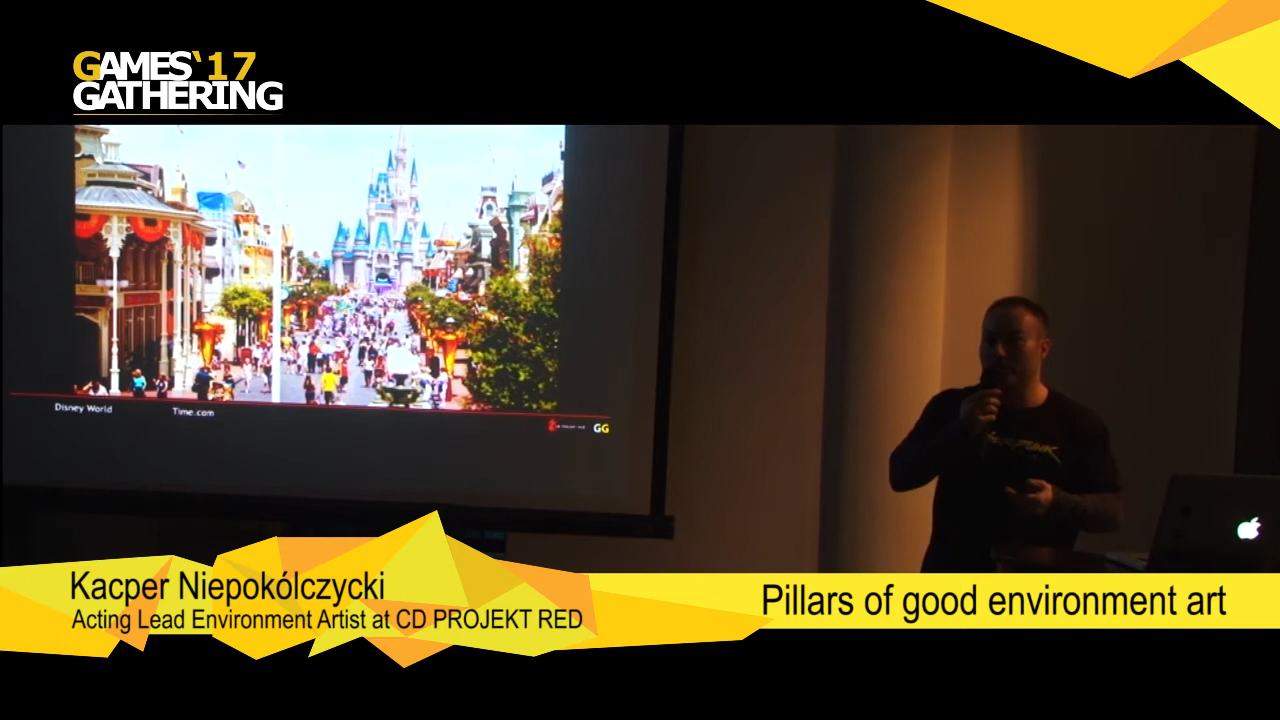 GAMES'17
GATHERING
Disney World Time.com
GG
Kacper Niepokólczycki
Acting Lead Environment Artist at CD PROJEKT RED
Pillars of good environment art